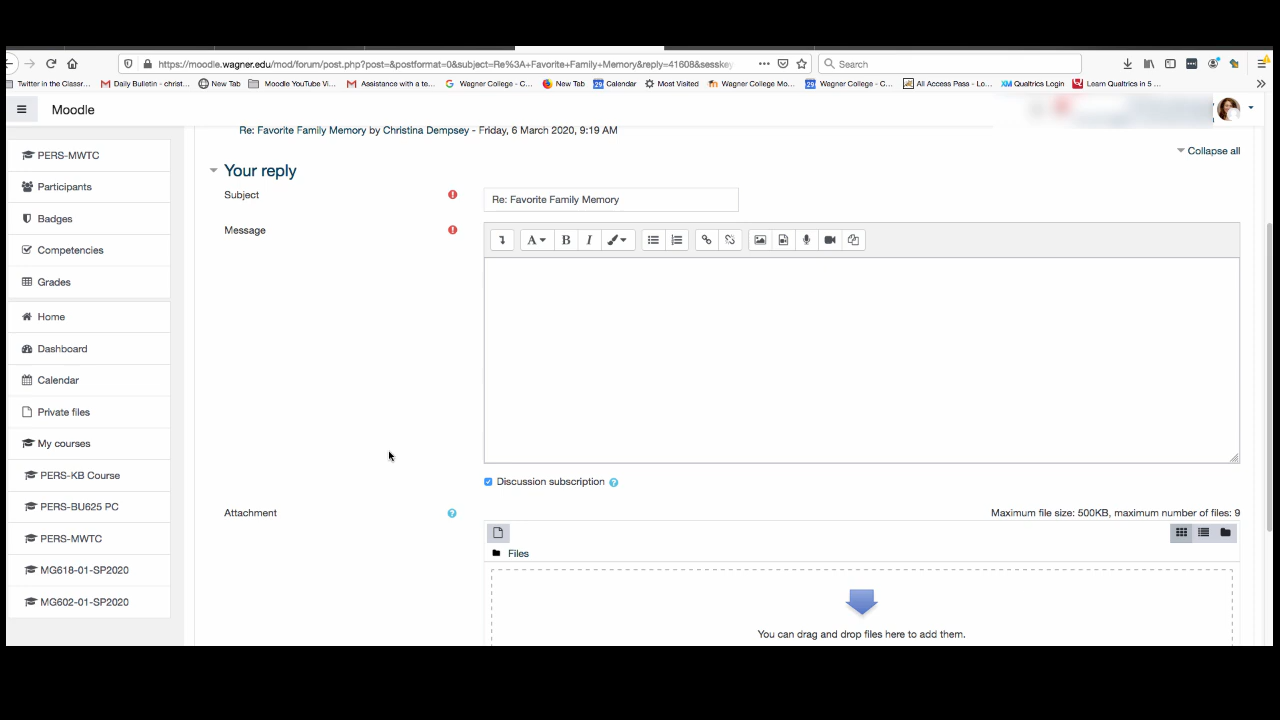 https://moodle.wagner.edu/mod/forum/post.php?post=&postformat=0&subject=Re%3A+Favorite+Family+Memory&reply=41608&sesskey
Search
Twitter in the Classr... Daily Bulletin - christ... New Tab Moodle YouTube Vi... Assistance with a te... Wagner College - C... New Tab Calendar Most Visited Wagner College Mo... Wagner College - C... All Access Pass - Lo... XM Qualtrics Login Learn Qualtrics in 5 ...
Moodle
Re: Favorite Family Memory by Christina Dempsey - Friday, 6 March 2020, 9:19 AM
Collapse all
PERS-MWTC
Participants
Badges
Competencies
Grades
Home
Dashboard
Calendar
Private files
My courses
PERS-KB Course
PERS-BU625 PC
PERS-MWTC
MG618-01-SP2020
MG602-01-SP2020
Your reply
Subject
Re: Favorite Family Memory
Message
A B I
Discussion subscription
Attachment
Maximum file size: 500KB, maximum number of files: 9
Files
You can drag and drop files here to add them.